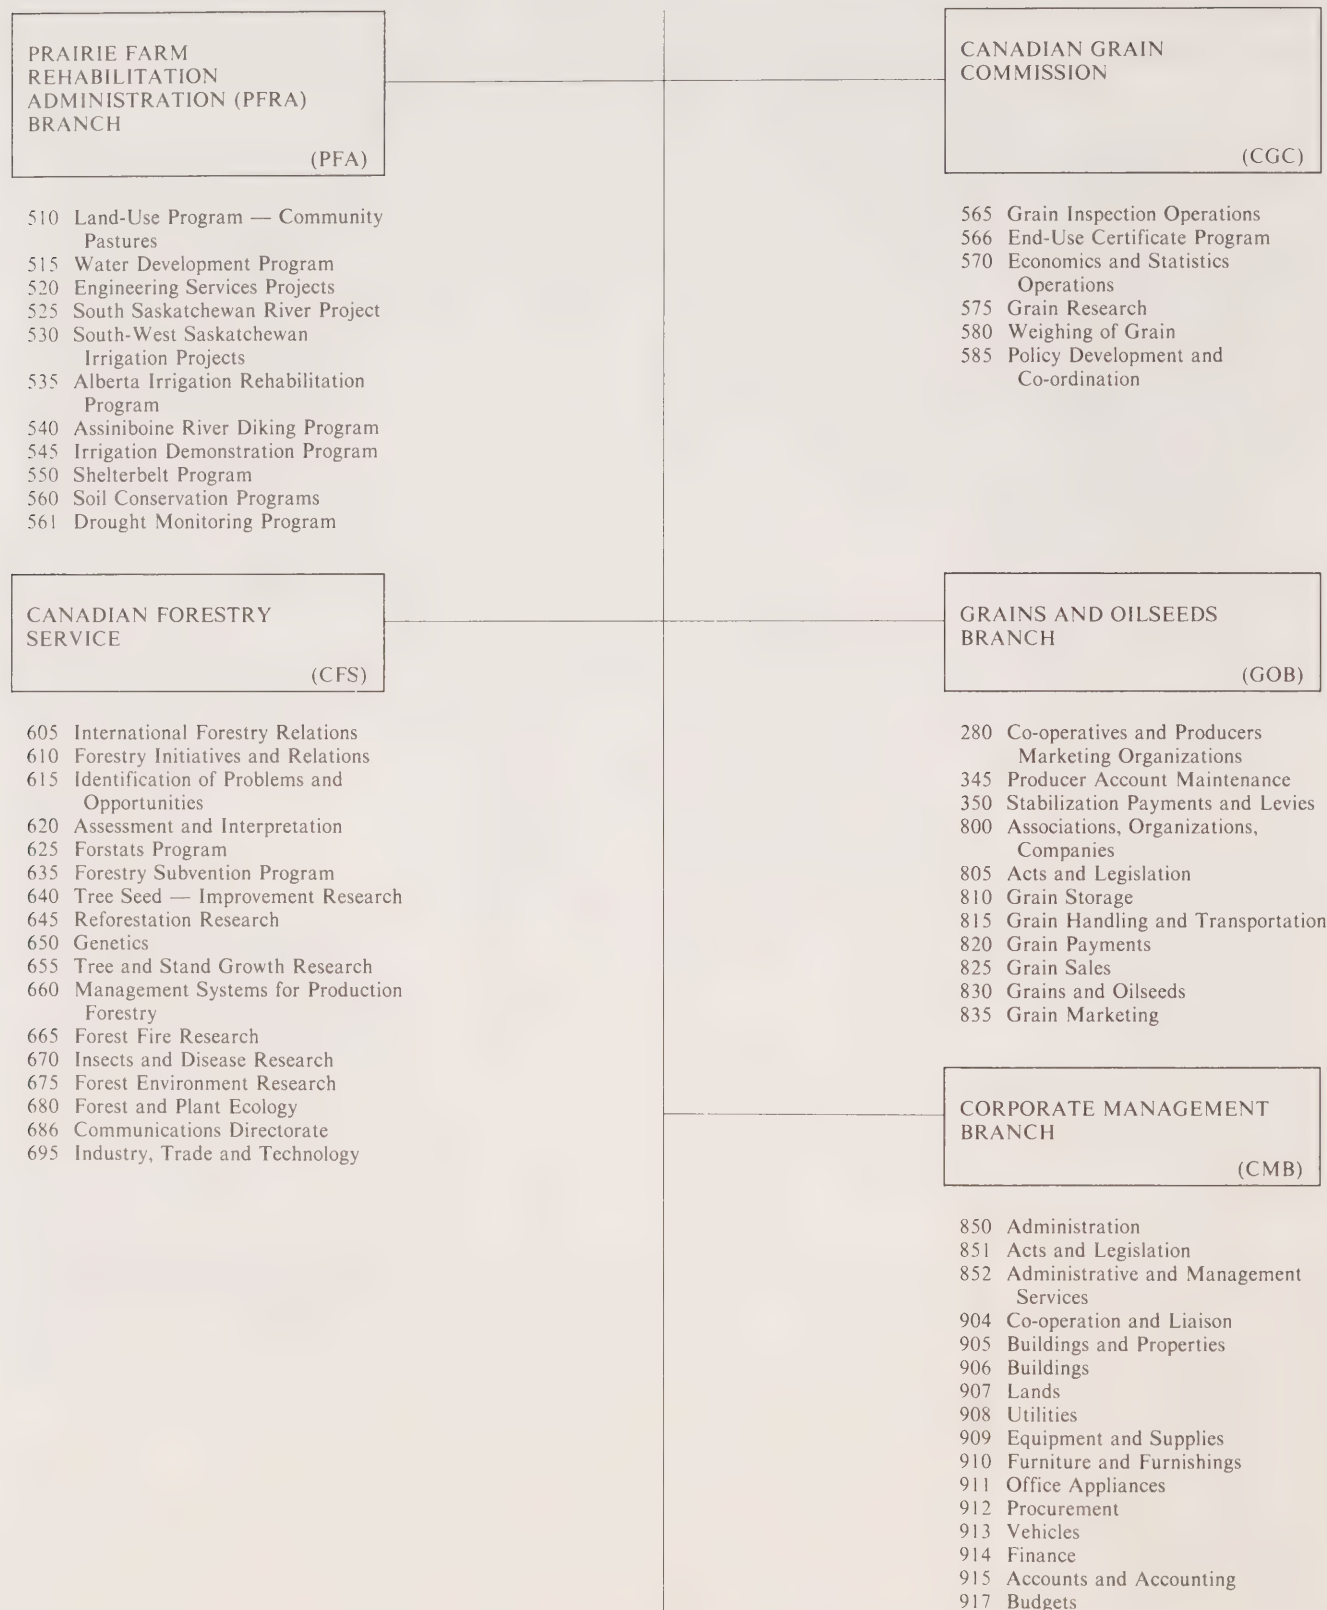 PRAIRIE FARM
REHABILITATION
ADMINISTRATION (PFRA)
BRANCH
(PFA)
510 Land-Use Program — Community
Pastures
515 Water Development Program
520 Engineering Services Projects
525 South Saskatchewan River Project
530 South-West Saskatchewan
Irrigation Projects
535 Alberta Irrigation Rehabilitation
Program
540 Assiniboine River Diking Program
545 Irrigation Demonstration Program
550 Shelterbelt Program
560 Soil Conservation Programs
561 Drought Monitoring Program
CANADIAN GRAIN
COMMISSION
(CGC)
565 Grain Inspection Operations
566 End-Use Certificate Program
570 Economics and Statistics
Operations
575 Grain Research
580 Weighing of Grain
585 Policy Development and
Co-ordination
CANADIAN FORESTRY
SERVICE
(CFS)
605 International Forestry Relations
610 Forestry Initiatives and Relations
615 Identification of Problems and
Opportunities
620 Assessment and Interpretation
625 Forstats Program
635 Forestry Subvention Program
640 Tree Seed — Improvement Research
645 Reforestation Research
650 Genetics
655 Tree and Stand Growth Research
660 Management Systems for Production
Forestry
665 Forest Fire Research
670 Insects and Disease Research
675 Forest Environment Research
680 Forest and Plant Ecology
686 Communications Directorate
695 Industry, Trade and Technology
GRAINS AND OILSEEDS
BRANCH
(GOB)
280 Co-operatives and Producers
Marketing Organizations
345 Producer Account Maintenance
350 Stabilization Payments and Levies
800 Associations, Organizations,
Companies
805 Acts and Legislation
810 Grain Storage
815 Grain Handling and Transportation
820 Grain Payments
825 Grain Sales
830 Grains and Oilseeds
835 Grain Marketing
CORPORATE MANAGEMENT
BRANCH
(CMB)
850 Administration
851 Acts and Legislation
852 Administrative and Management
Services
904 Co-operation and Liaison
905 Buildings and Properties
906 Buildings
907 Lands
908 Utilities
909 Equipment and Supplies
910 Furniture and Furnishings
911 Office Appliances
912 Procurement
913 Vehicles
914 Finance
915 Accounts and Accounting
917 Budgets